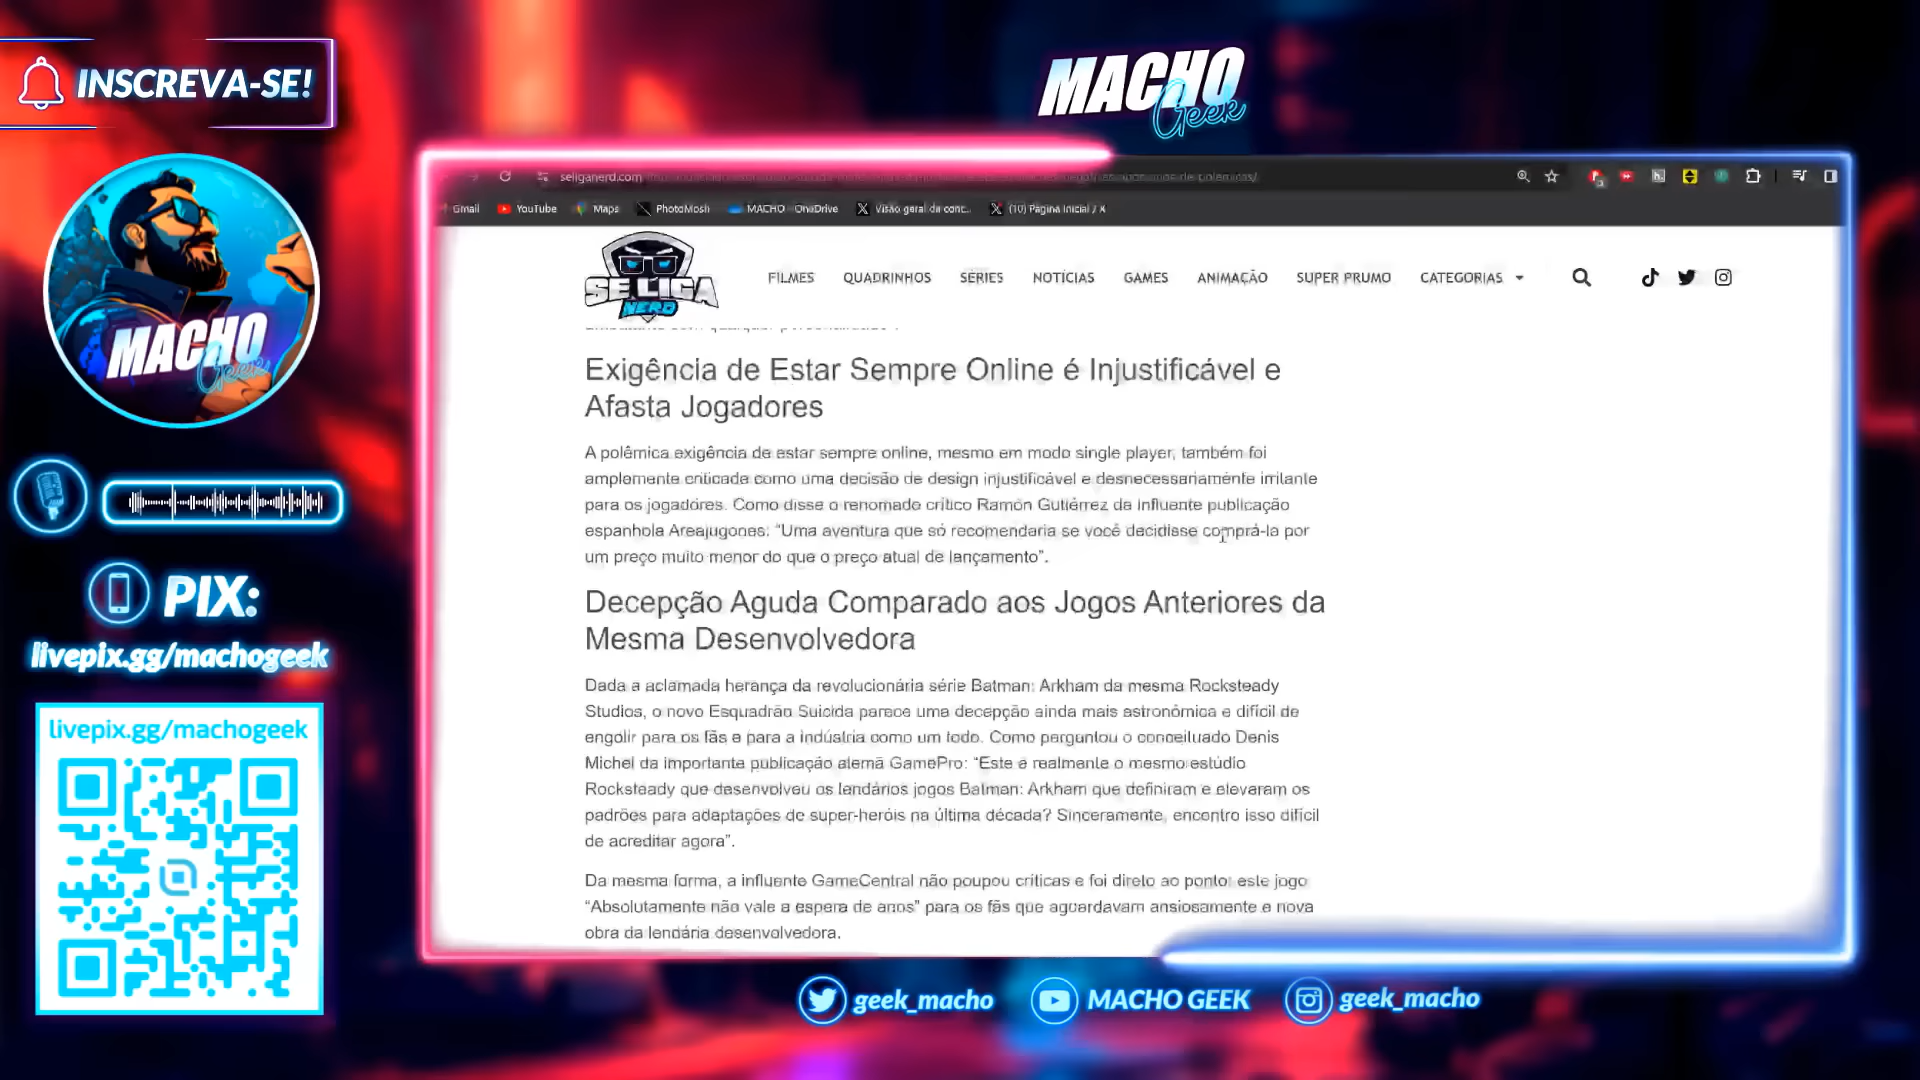 INSCREVA-SE!
MACHO
Geek
MACHO
Geek
PIX:
livepix.gg/machogeek
livepix.gg/machogeek
seliganerd.com
Gmail
YouTube
Maps
PhotoMosh
MACHO - OneDrive
Visão geral da conc...
(10) Página Inicial / X
SE LIGA
NERD
FILMES
QUADRINHOS
SÉRIES
NOTÍCIAS
GAMES
ANIMAÇÃO
SUPER PRUMO
CATEGORIAS
Exigência de Estar Sempre Online é Injustificável e
Afasta Jogadores
A polêmica exigência de estar sempre online, mesmo em modo single player, também foi
amplamente criticada como uma decisão de design injustificável e desnecessariamente irritante
para os jogadores. Como disse o renomado crítico Ramón Gutiérrez da influente publicação
espanhola Areajugones: “Uma aventura que só recomendaria se você decidisse comprá-la por
um preço muito menor do que o preço atual de lançamento”.
Decepção Aguda Comparado aos Jogos Anteriores da
Mesma Desenvolvedora
Dada a aclamada herança da revolucionária série Batman: Arkham da mesma Rocksteady
Studios, o novo Esquadrão Suicida parece uma decepção ainda mais astronômica e difícil de
engolir para os fãs e para a indústria como um todo. Como perguntou o conceituado Denis
Michel da importante publicação alemã GamePro: “Este é realmente o mesmo estúdio
Rocksteady que desenvolveu os lendários jogos Batman: Arkham que definiram e elevaram os
padrões para adaptações de super-heróis na última década? Sinceramente, encontro isso difícil
de acreditar agora”.
Da mesma forma, a influente GameCentral não poupou críticas e foi direto ao ponto: este jogo
“Absolutamente não vale a espera de anos” para os fãs que aguardavam ansiosamente a nova
obra da lendária desenvolvedora.
geek_macho
MACHO GEEK
geek_macho